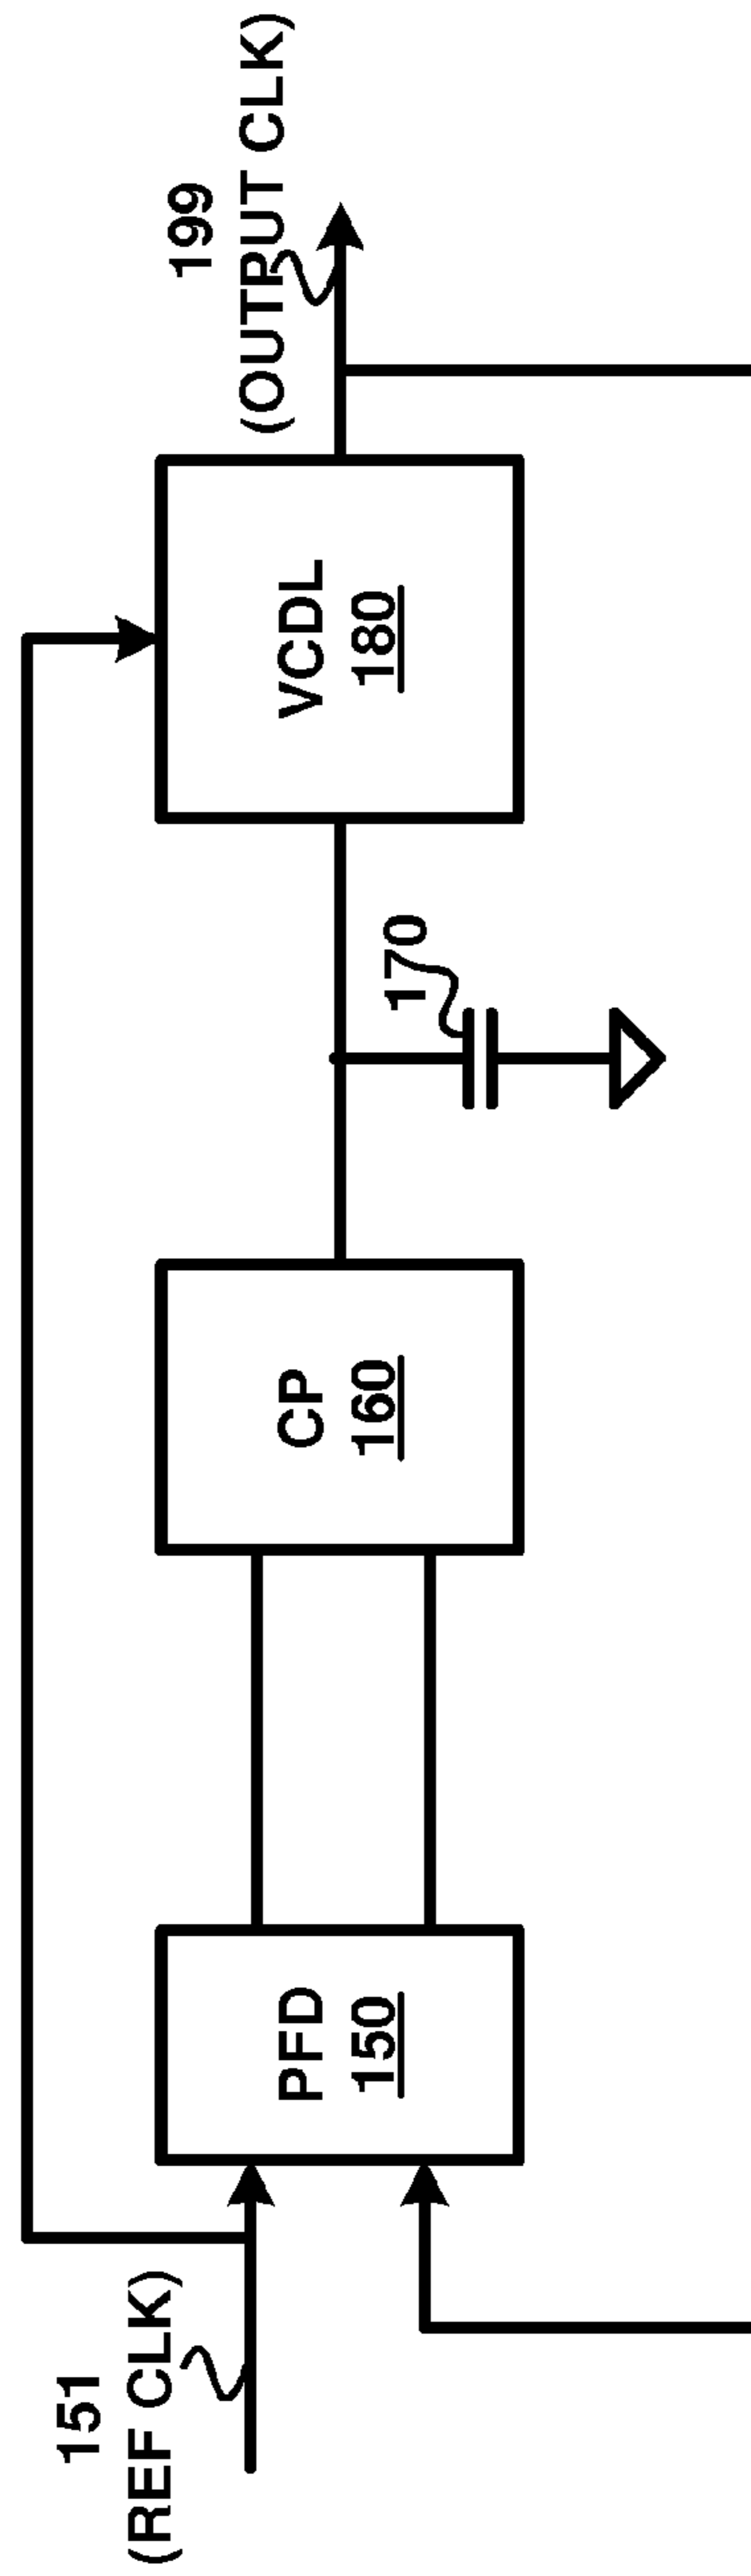 151
(REF CLK)
PFD
150
CP
160
170
VCDL
180
199
(OUTPUT CLK)